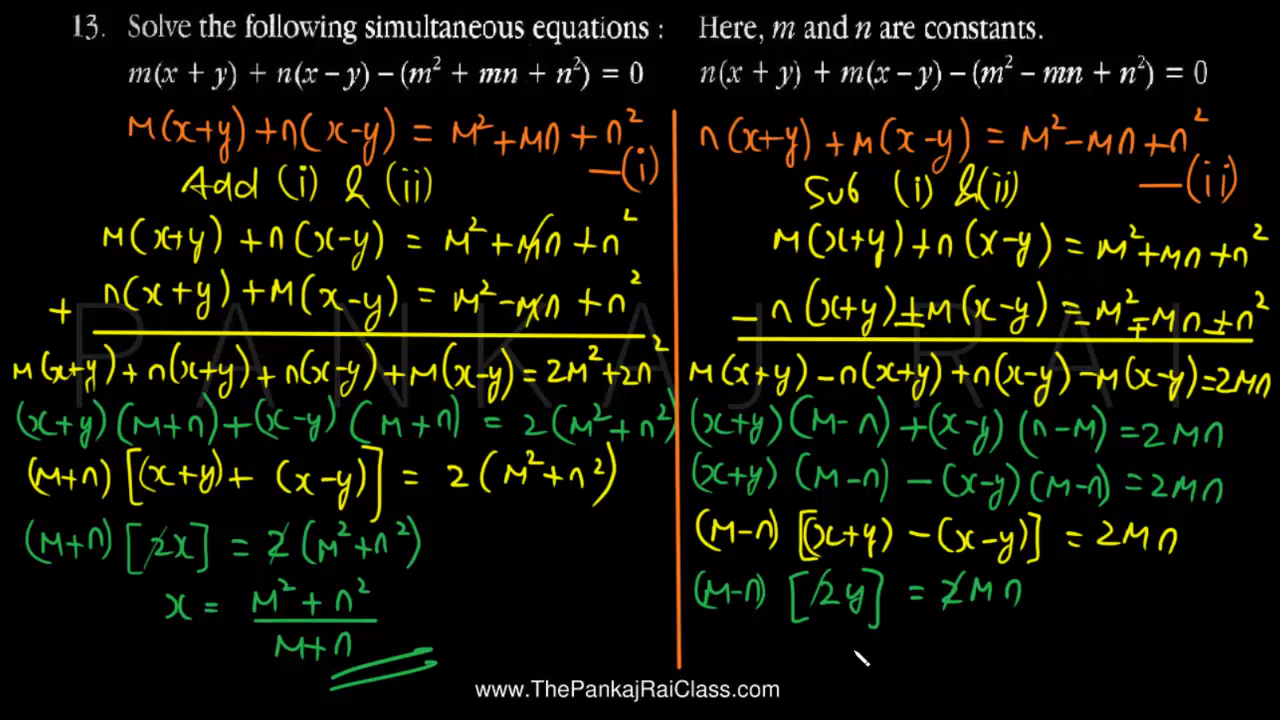 13. Solve the following simultaneous equations : Here, m and n are constants.
m(x + y) + n(x – y) – (m² + mn + n²) = 0
n(x + y) + m(x – y) – (m² – mn + n²) = 0
M(x+y)+n(x-y) = M²+Mn+n² —(i)
Add (i) & (ii)
M(x+y)+n(x-y) = M²+Mn+n²
+ n(x+y)+M(x-y) = M²-Mn+n²
M(x+y)+n(x+y)+n(x-y)+M(x-y)=2M²+2n²
(x+y)(M+n)+(x-y)(M+n) = 2(M²+n²)
(M+n)[(x+y)+(x-y)] = 2(M²+n²)
(M+n)[2x] = 2(M²+n²)
x = M²+n²
M+n
n(x+y)+M(x-y) = M²-Mn+n² —(ii)
Sub (i) &(ii)
M(x+y)+n(x-y)=M²+Mn+n²
- n(x+y)±M(x-y)=-M²∓Mn±n²
M(x+y)-n(x+y)+n(x-y)-M(x-y)=2Mn
(x+y)(M-n)+(x-y)(n-M)=2Mn
(x+y)(M-n)-(x-y)(M-n)=2Mn
(M-n)[(x+y)-(x-y)] = 2Mn
(M-n)[2y] = 2Mn
PANKAJ RAI
www.ThePankajRaiClass.com